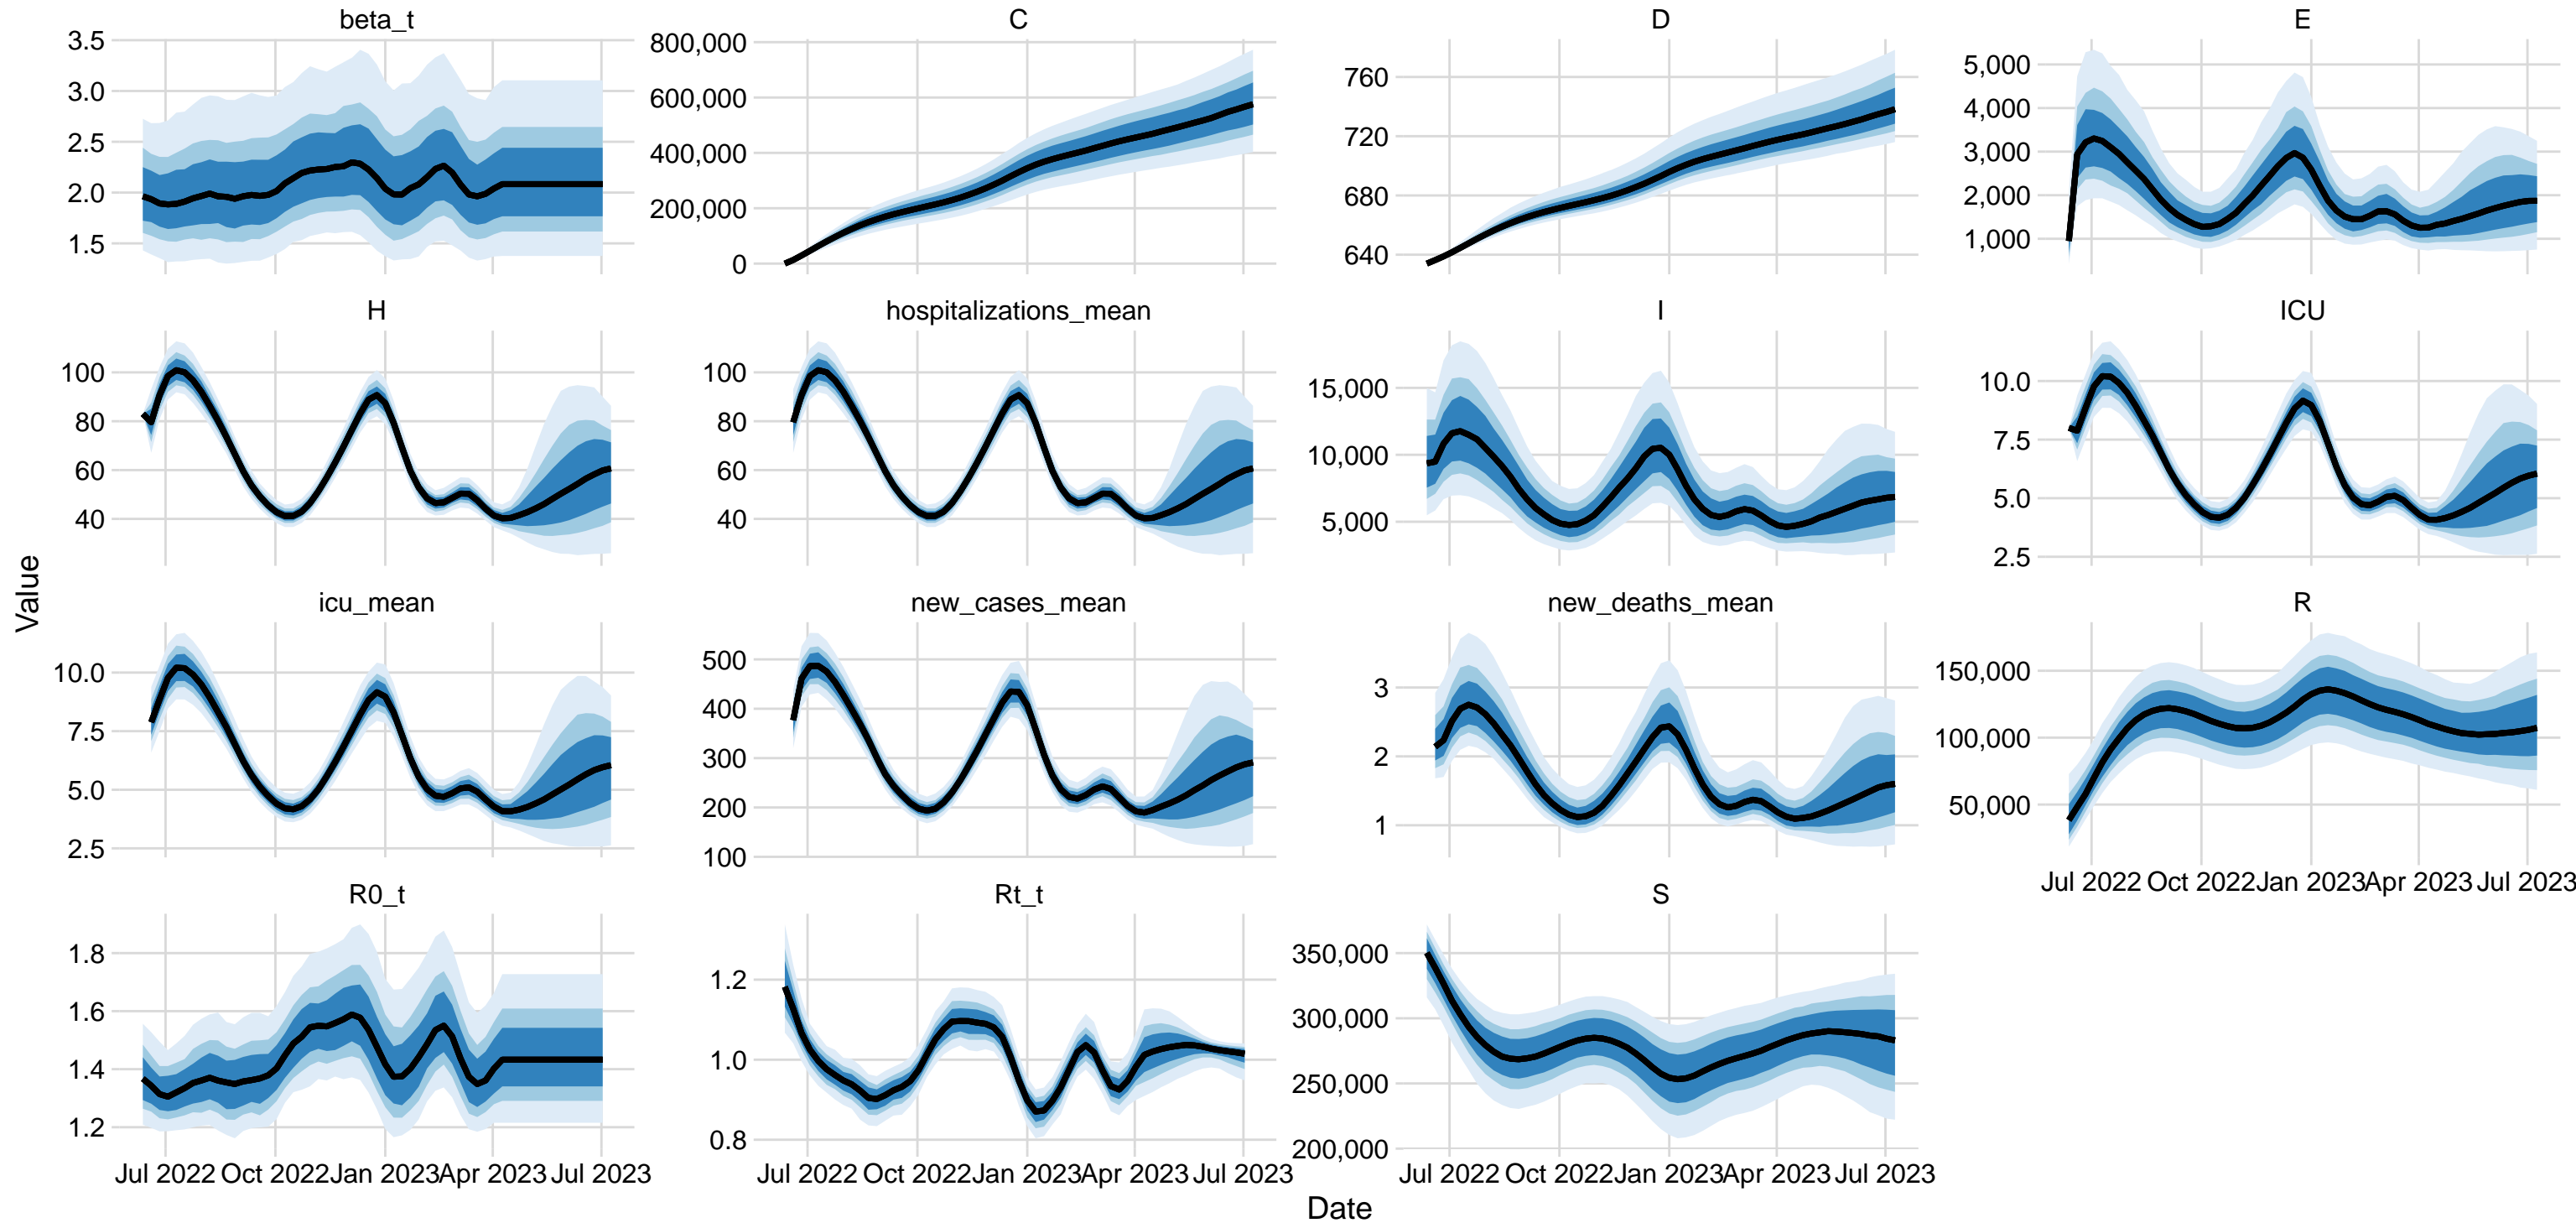 beta_t
C
D
E
3.5
3.0
2.5
2.0
1.5
800,000
600,000
400,000
200,000
0
760
720
680
640
5,000
4,000
3,000
2,000
1,000
H
hospitalizations_mean
I
ICU
100
80
60
40
100
80
60
40
15,000
10,000
5,000
10.0
7.5
5.0
2.5
Value
icu_mean
new_cases_mean
new_deaths_mean
R
10.0
7.5
5.0
2.5
500
400
300
200
100
3
2
1
150,000
100,000
50,000
Jul 2022 Oct 2022 Jan 2023 Apr 2023 Jul 2023
R0_t
Rt_t
S
1.8
1.6
1.4
1.2
1.2
1.0
0.8
350,000
300,000
250,000
200,000
Jul 2022 Oct 2022 Jan 2023 Apr 2023 Jul 2023
Jul 2022 Oct 2022 Jan 2023 Apr 2023 Jul 2023
Jul 2022 Oct 2022 Jan 2023 Apr 2023 Jul 2023
Date